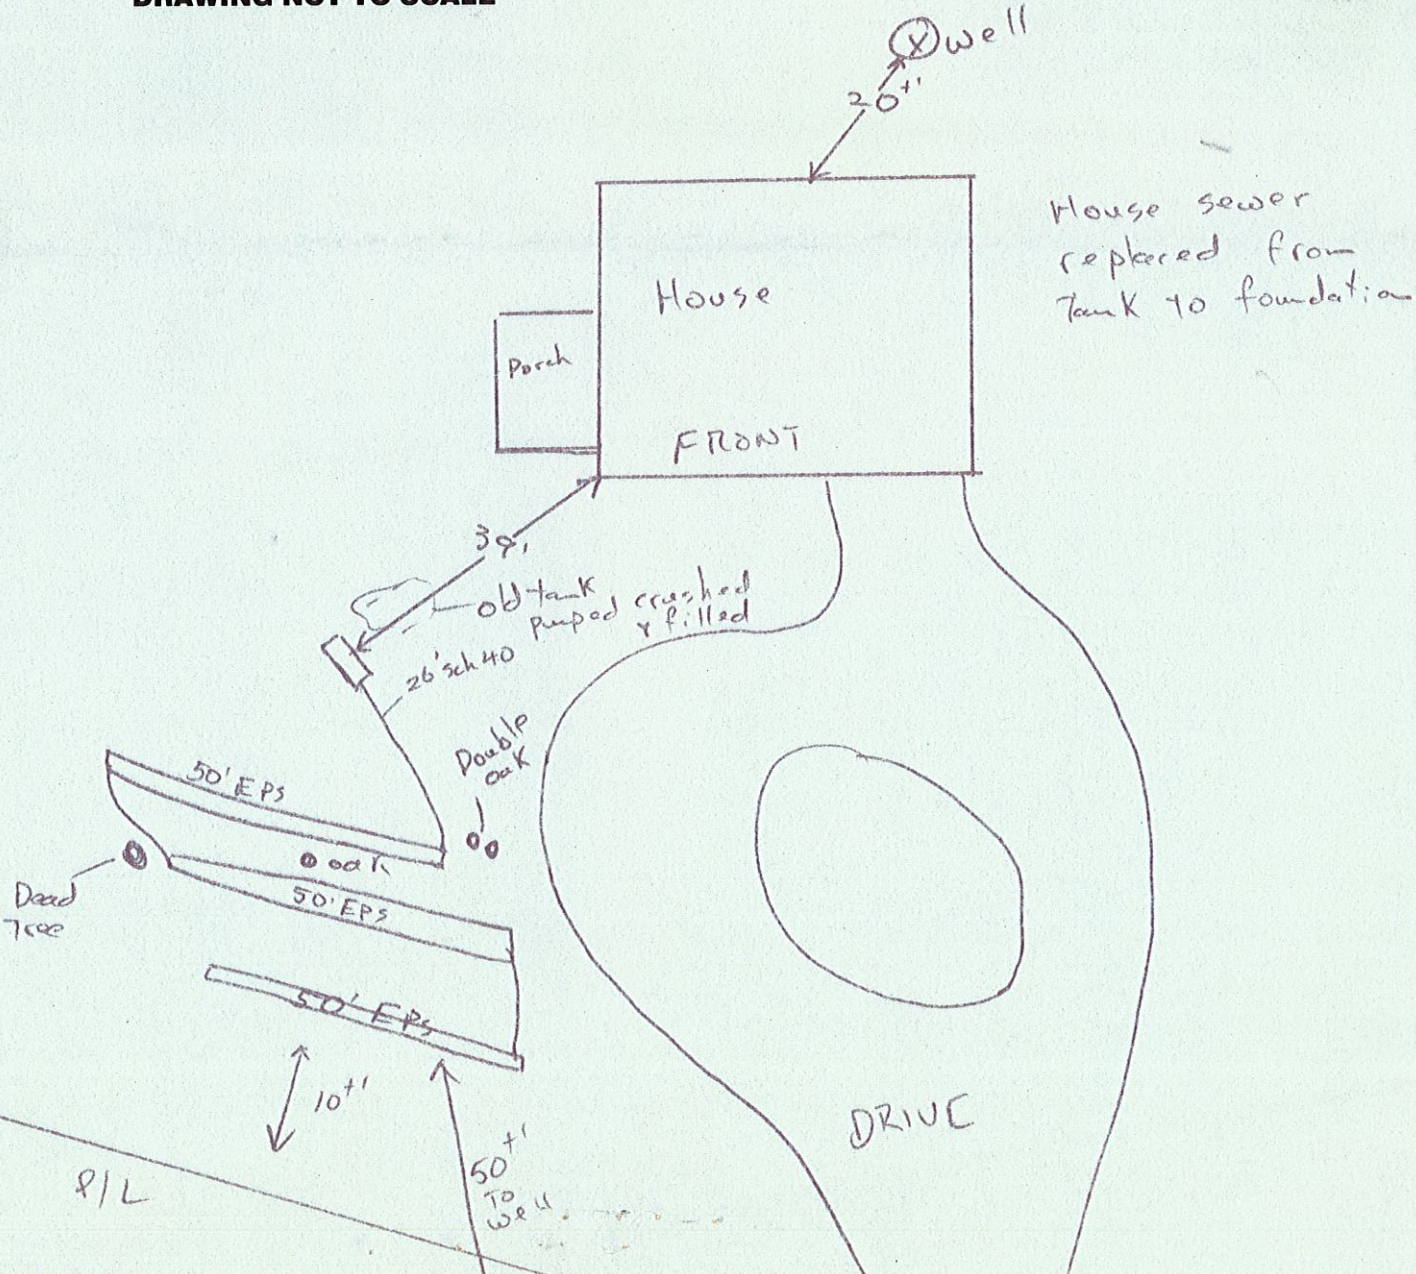 DRAWING NOT TO SCALE
well
20+'
House sewer
replaced from
Tank to foundation
House
Porch
FRONT
old tank
pumped crushed
& filled
26' sch 40
Double
oak
50' EPS
oak
50' EPS
Dead
Tree
50' EPS
10+'
DRIVE
P/L
50+'
To
well